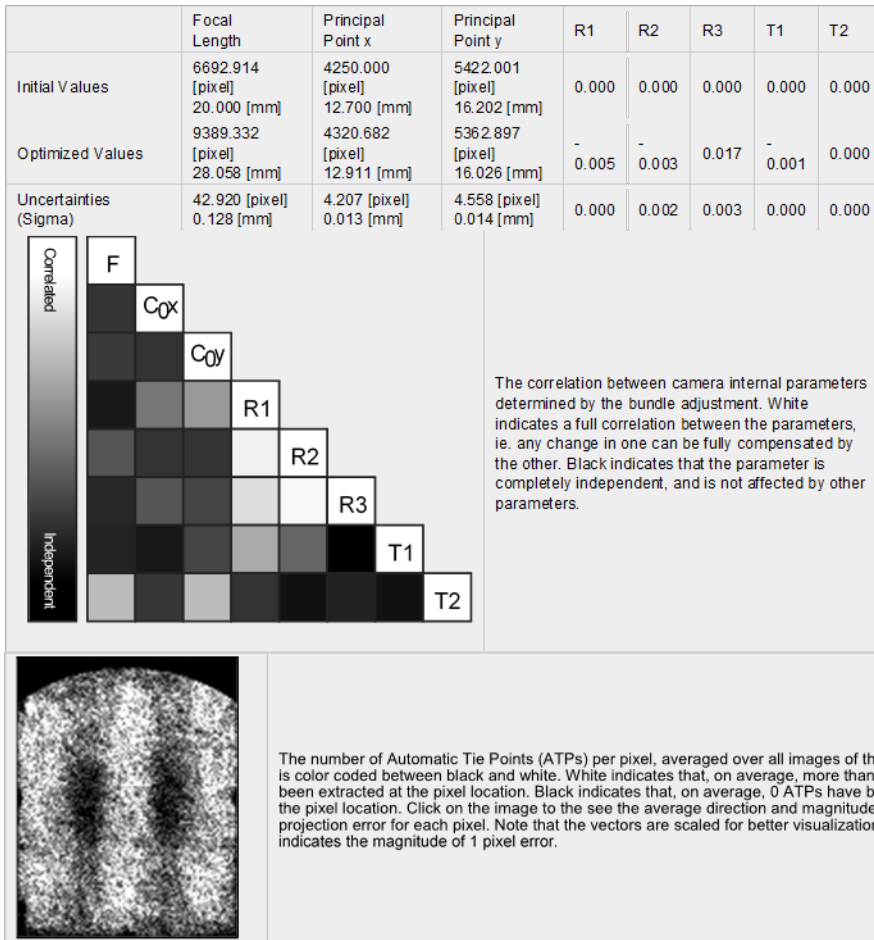 Focal Length Principal Point x Principal Point y R1 R2 R3 T1 T2
Initial Values 6692.914 [pixel] 20.000 [mm] 4250.000 [pixel] 12.700 [mm] 5422.001 [pixel] 16.202 [mm] 0.000 0.000 0.000 0.000 0.000
Optimized Values 9389.332 [pixel] 28.058 [mm] 4320.682 [pixel] 12.911 [mm] 5362.897 [pixel] 16.026 [mm] -0.005 -0.003 0.017 -0.001 0.000
Uncertainties (Sigma) 42.920 [pixel] 0.128 [mm] 4.207 [pixel] 0.013 [mm] 4.558 [pixel] 0.014 [mm] 0.000 0.002 0.003 0.000 0.000
Correlated
Independent
F
C0x
C0y
R1
R2
R3
T1
T2
The correlation between camera internal parameters
determined by the bundle adjustment. White
indicates a full correlation between the parameters,
ie. any change in one can be fully compensated by
the other. Black indicates that the parameter is
completely independent, and is not affected by other
parameters.
The number of Automatic Tie Points (ATPs) per pixel, averaged over all images of th
is color coded between black and white. White indicates that, on average, more than
been extracted at the pixel location. Black indicates that, on average, 0 ATPs have b
the pixel location. Click on the image to the see the average direction and magnitude
projection error for each pixel. Note that the vectors are scaled for better visualization
indicates the magnitude of 1 pixel error.